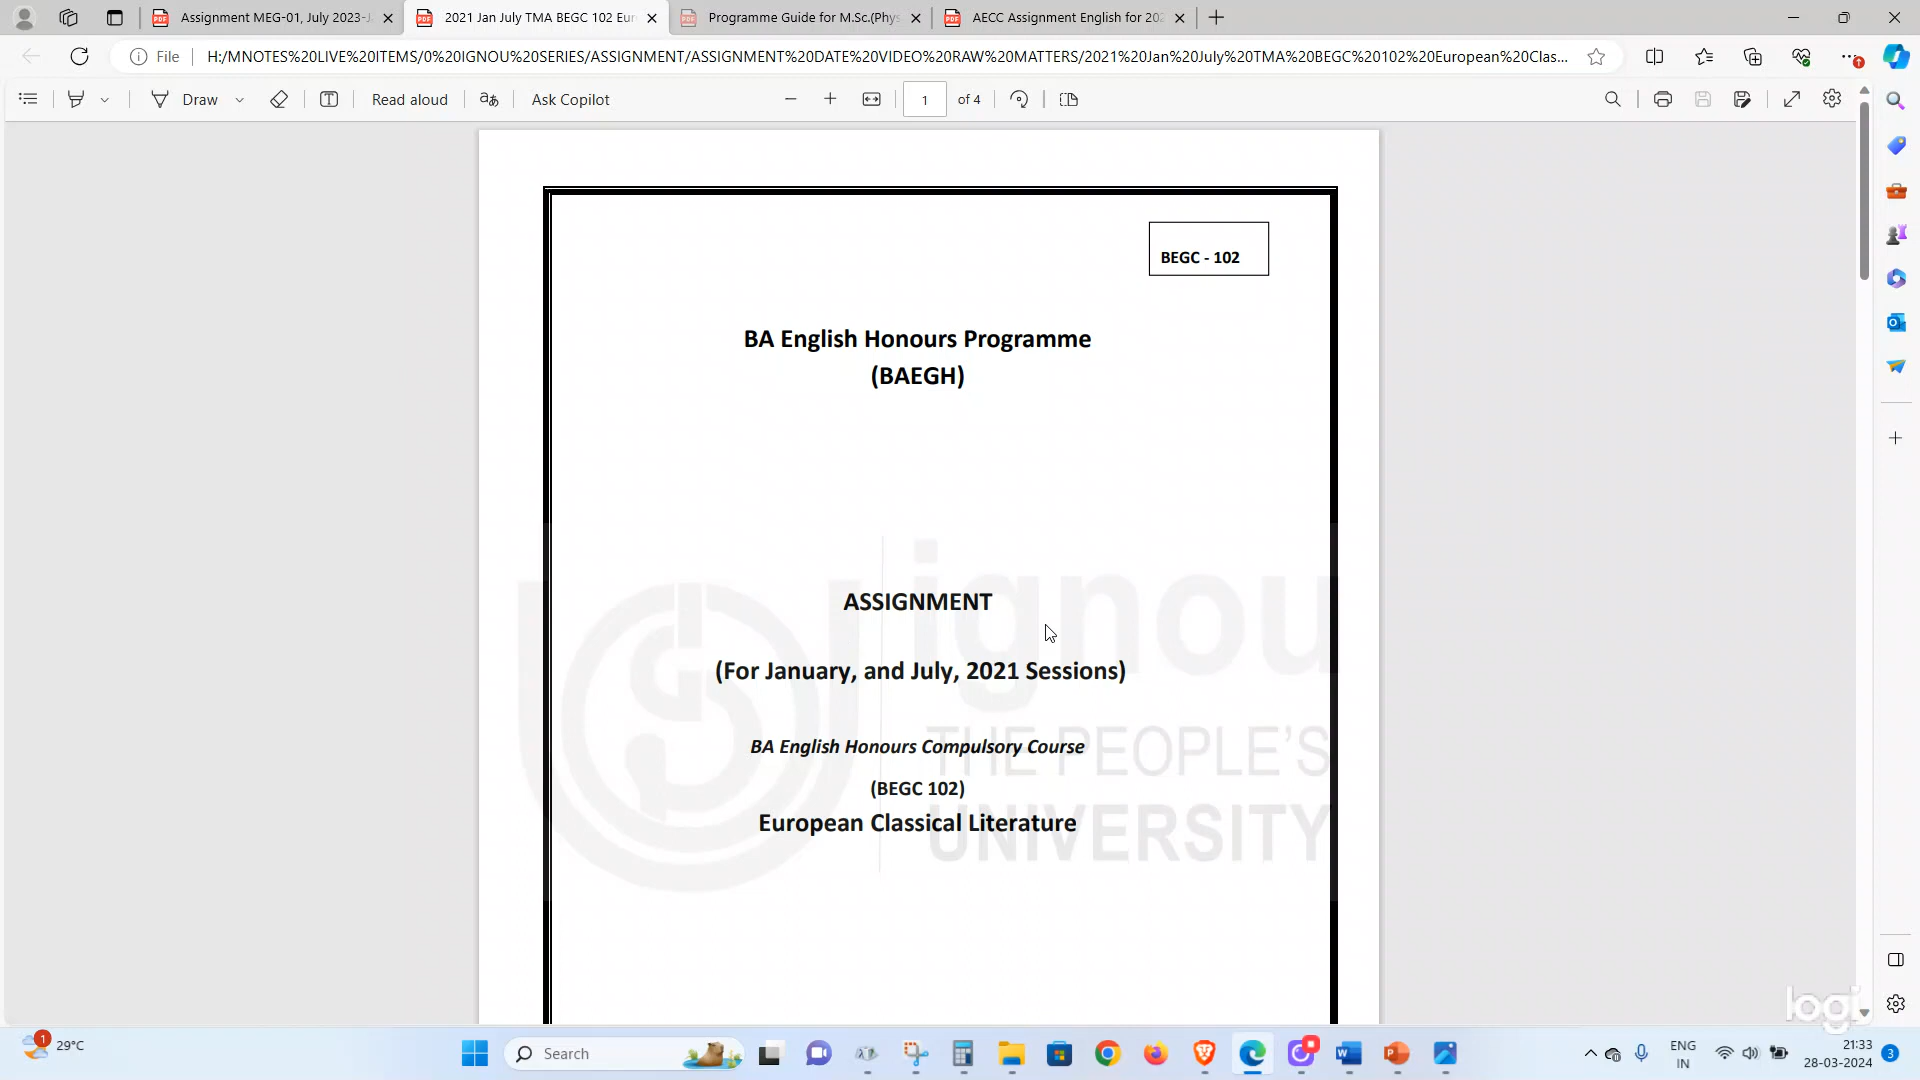 Assignment MEG-01, July 2023-J
2021 Jan July TMA BEGC 102 Eur
Programme Guide for M.Sc.(Phys
AECC Assignment English for 202
File
H:/MNOTES%20LIVE%20ITEMS/0%20IGNOU%20SERIES/ASSIGNMENT/ASSIGNMENT%20DATE%20VIDEO%20RAW%20MATTERS/2021%20Jan%20July%20TMA%20BEGC%20102%20European%20Clas...
Draw
Read aloud
Ask Copilot
1 of 4
BEGC - 102
BA English Honours Programme
(BAEGH)
ASSIGNMENT
(For January, and July, 2021 Sessions)
BA English Honours Compulsory Course
(BEGC 102)
European Classical Literature
ignou
THE PEOPLE'S
UNIVERSITY
logi
1
29°C
Search
ENG
IN
21:33
28-03-2024
3